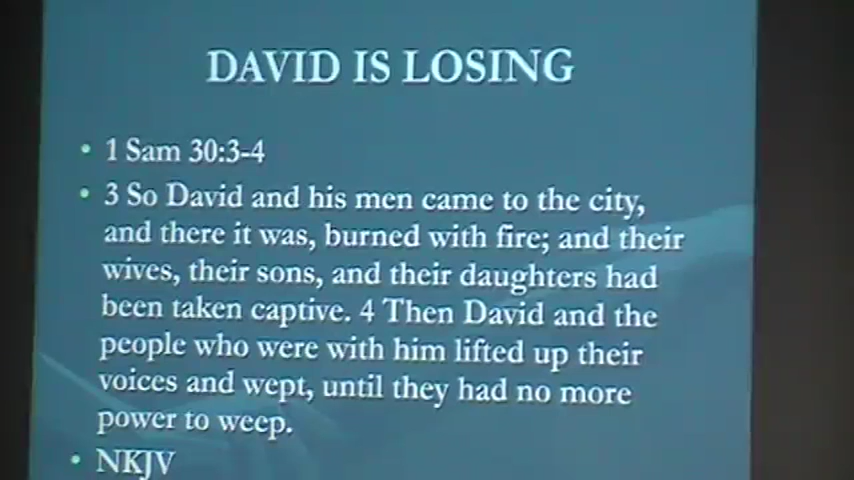 DAVID IS LOSING
• 1 Sam 30:3-4
• 3 So David and his men came to the city,
and there it was, burned with fire; and their
wives, their sons, and their daughters had
been taken captive. 4 Then David and the
people who were with him lifted up their
voices and wept, until they had no more
power to weep.
• NKJV